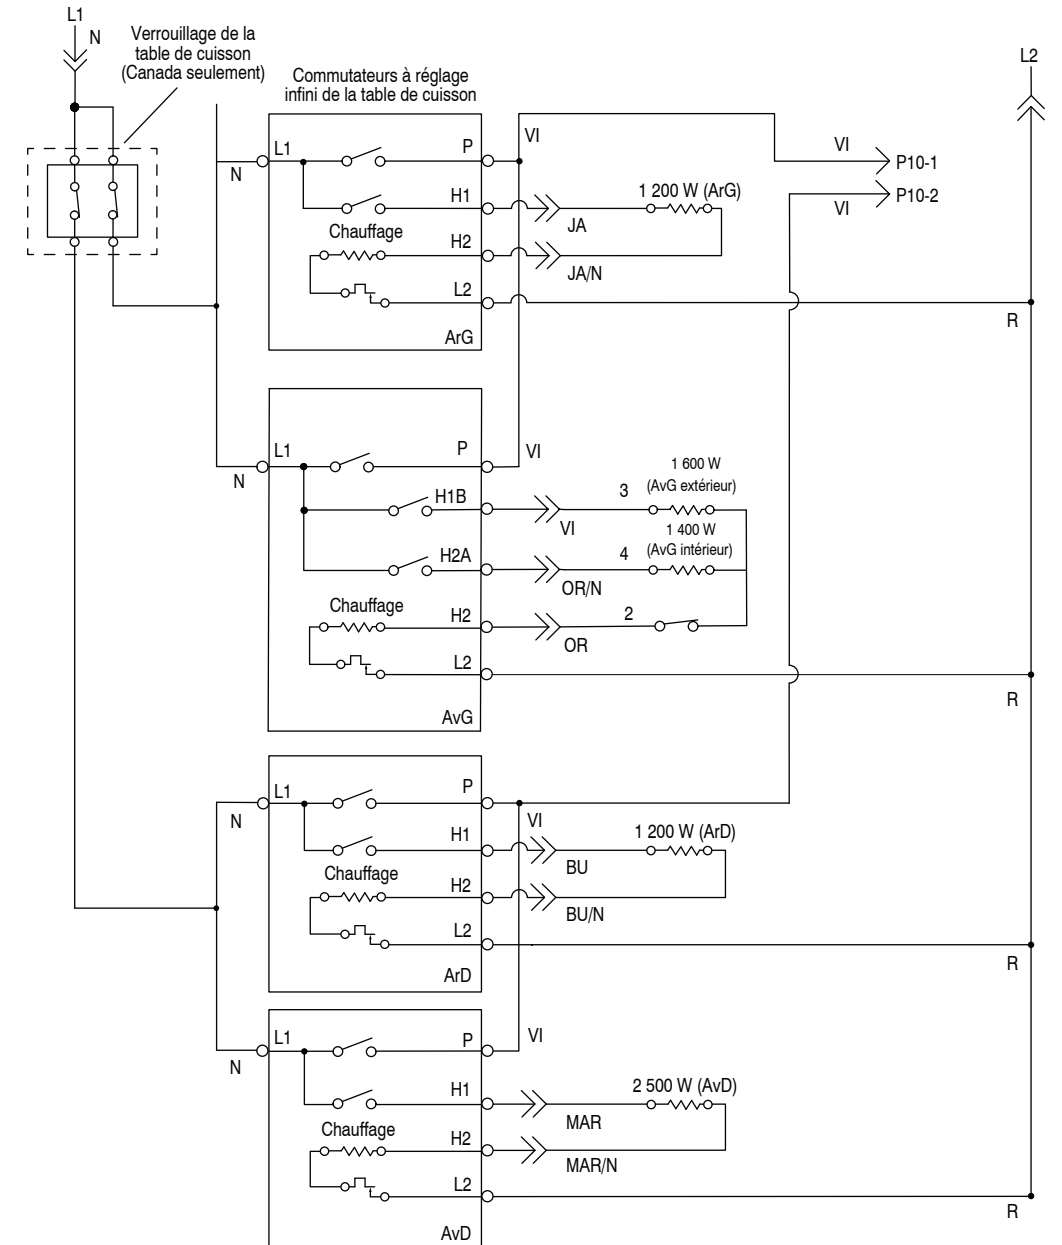 L1
N
Verrouillage de la
table de cuisson
(Canada seulement)
Commutateurs à réglage
infini de la table de cuisson
L2
L1
P
VI
VI
P10-1
N
H1
1 200 W (ArG)
VI
P10-2
JA
Chauffage
H2
JA/N
L2
R
ArG
L1
P
VI
N
1 600 W
(AvG extérieur)
3
H1B
VI
1 400 W
(AvG intérieur)
4
H2A
OR/N
Chauffage
H2
2
OR
L2
R
AvG
L1
P
N
VI
H1
1 200 W (ArD)
BU
Chauffage
H2
BU/N
L2
R
ArD
L1
P
VI
N
H1
2 500 W (AvD)
MAR
Chauffage
H2
MAR/N
L2
R
AvD